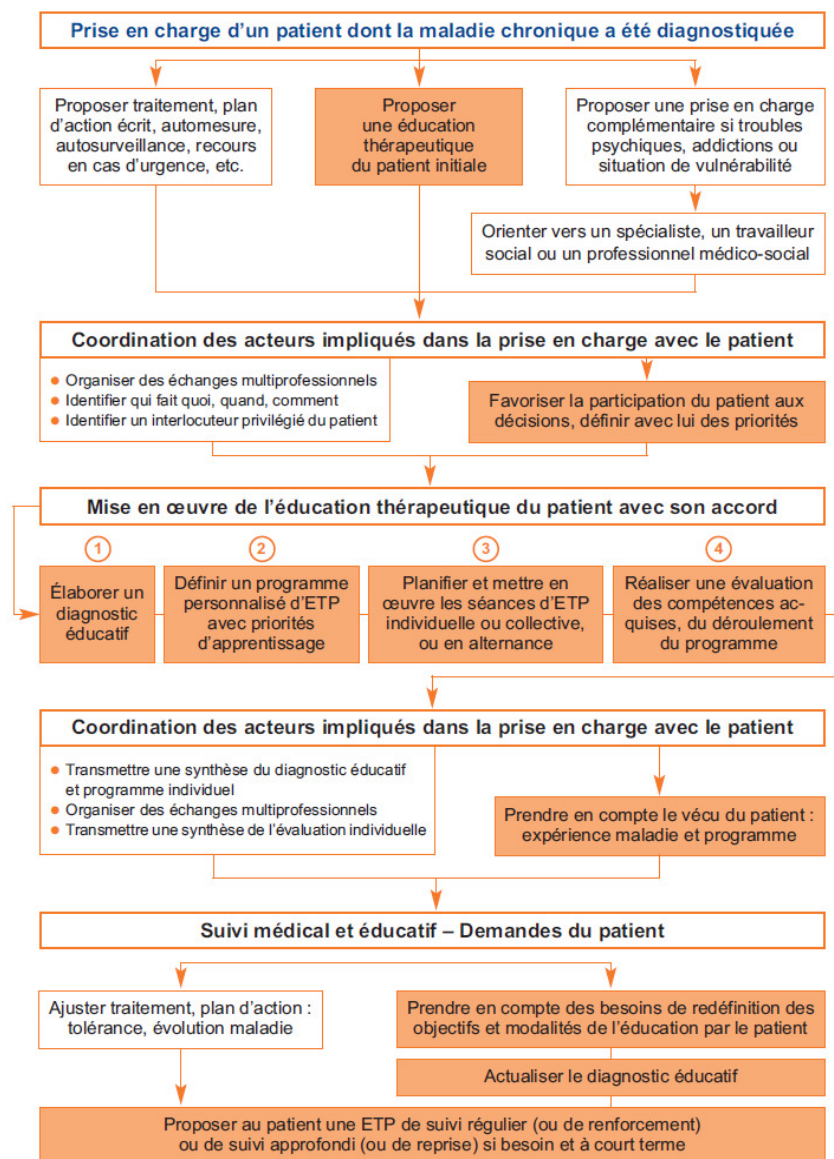 Prise en charge d'un patient dont la maladie chronique a été diagnostiquée
Proposer traitement, plan
d'action écrit, automesure,
autosurveillance, recours
en cas d'urgence, etc.
Proposer
une éducation
thérapeutique
du patient initiale
Proposer une prise en charge
complémentaire si troubles
psychiques, addictions ou
situation de vulnérabilité
Orienter vers un spécialiste, un travailleur
social ou un professionnel médico-social
Coordination des acteurs impliqués dans la prise en charge avec le patient
• Organiser des échanges multiprofessionnels
• Identifier qui fait quoi, quand, comment
• Identifier un interlocuteur privilégié du patient
Favoriser la participation du patient aux
décisions, définir avec lui des priorités
Mise en œuvre de l'éducation thérapeutique du patient avec son accord
1
Élaborer un
diagnostic
éducatif
2
Définir un programme
personnalisé d'ETP
avec priorités
d'apprentissage
3
Planifier et mettre en
œuvre les séances d'ETP
individuelle ou collective,
ou en alternance
4
Réaliser une évaluation
des compétences ac-
quises, du déroulement
du programme
Coordination des acteurs impliqués dans la prise en charge avec le patient
• Transmettre une synthèse du diagnostic éducatif
et programme individuel
• Organiser des échanges multiprofessionnels
• Transmettre une synthèse de l'évaluation individuelle
Prendre en compte le vécu du patient :
expérience maladie et programme
Suivi médical et éducatif – Demandes du patient
Ajuster traitement, plan d'action :
tolérance, évolution maladie
Prendre en compte des besoins de redéfinition des
objectifs et modalités de l'éducation par le patient
Actualiser le diagnostic éducatif
Proposer au patient une ETP de suivi régulier (ou de renforcement)
ou de suivi approfondi (ou de reprise) si besoin et à court terme